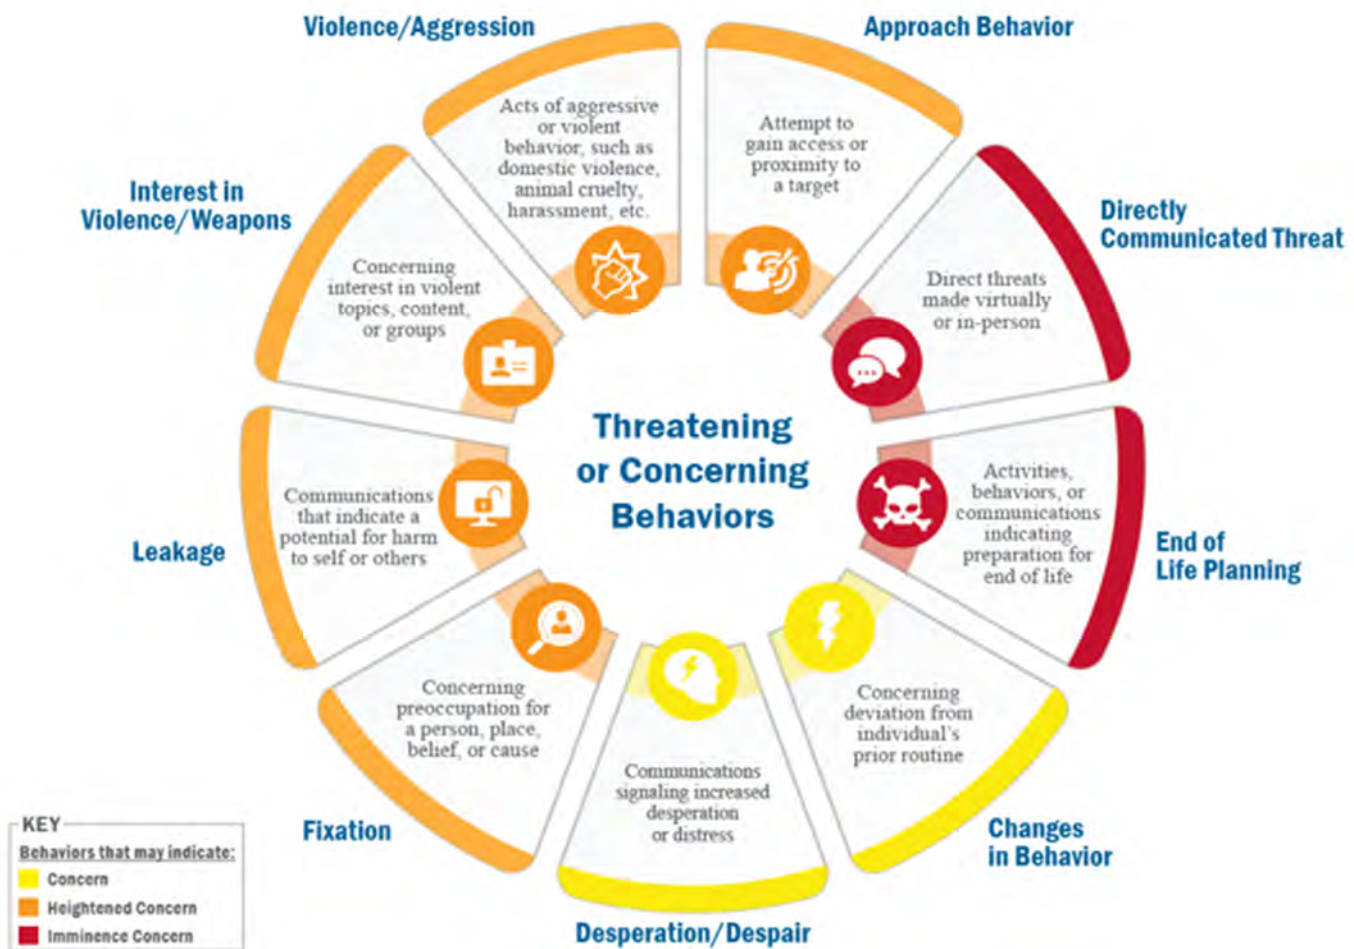 Violence/Aggression
Acts of aggressive
or violent
behavior, such as
domestic violence,
animal cruelty,
harassment, etc.
Approach Behavior
Attempt to
gain access or
proximity to
a target
Directly
Communicated Threat
Direct threats
made virtually
or in-person
End of
Life Planning
Activities,
behaviors, or
communications
indicating
preparation for
end of life
Changes
in Behavior
Concerning
deviation from
individual's
prior routine
Desperation/Despair
Communications
signaling increased
desperation
or distress
Fixation
Concerning
preoccupation for
a person, place,
belief, or cause
Leakage
Communications
that indicate a
potential for harm
to self or others
Interest in
Violence/Weapons
Concerning
interest in violent
topics, content,
or groups
Threatening
or Concerning
Behaviors
KEY
Behaviors that may indicate:
Concern
Heightened Concern
Imminence Concern